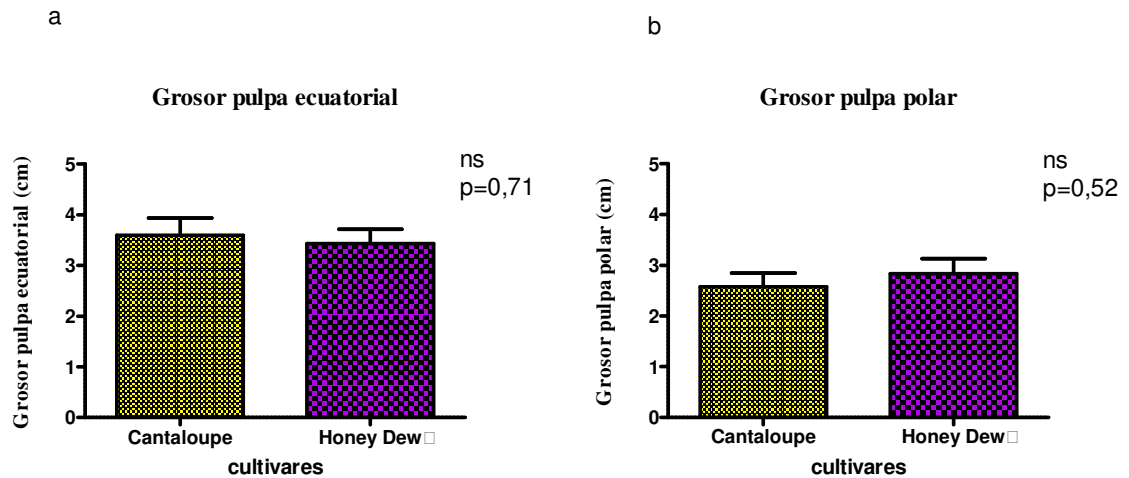 a
Grosor pulpa ecuatorial
Grosor pulpa ecuatorial (cm)
5
4
3
2
1
0
ns
p=0,71
Cantaloupe
Honey Dew□
cultivares
b
Grosor pulpa polar
Grosor pulpa polar (cm)
5
4
3
2
1
0
ns
p=0,52
Cantaloupe
Honey Dew□
cultivares